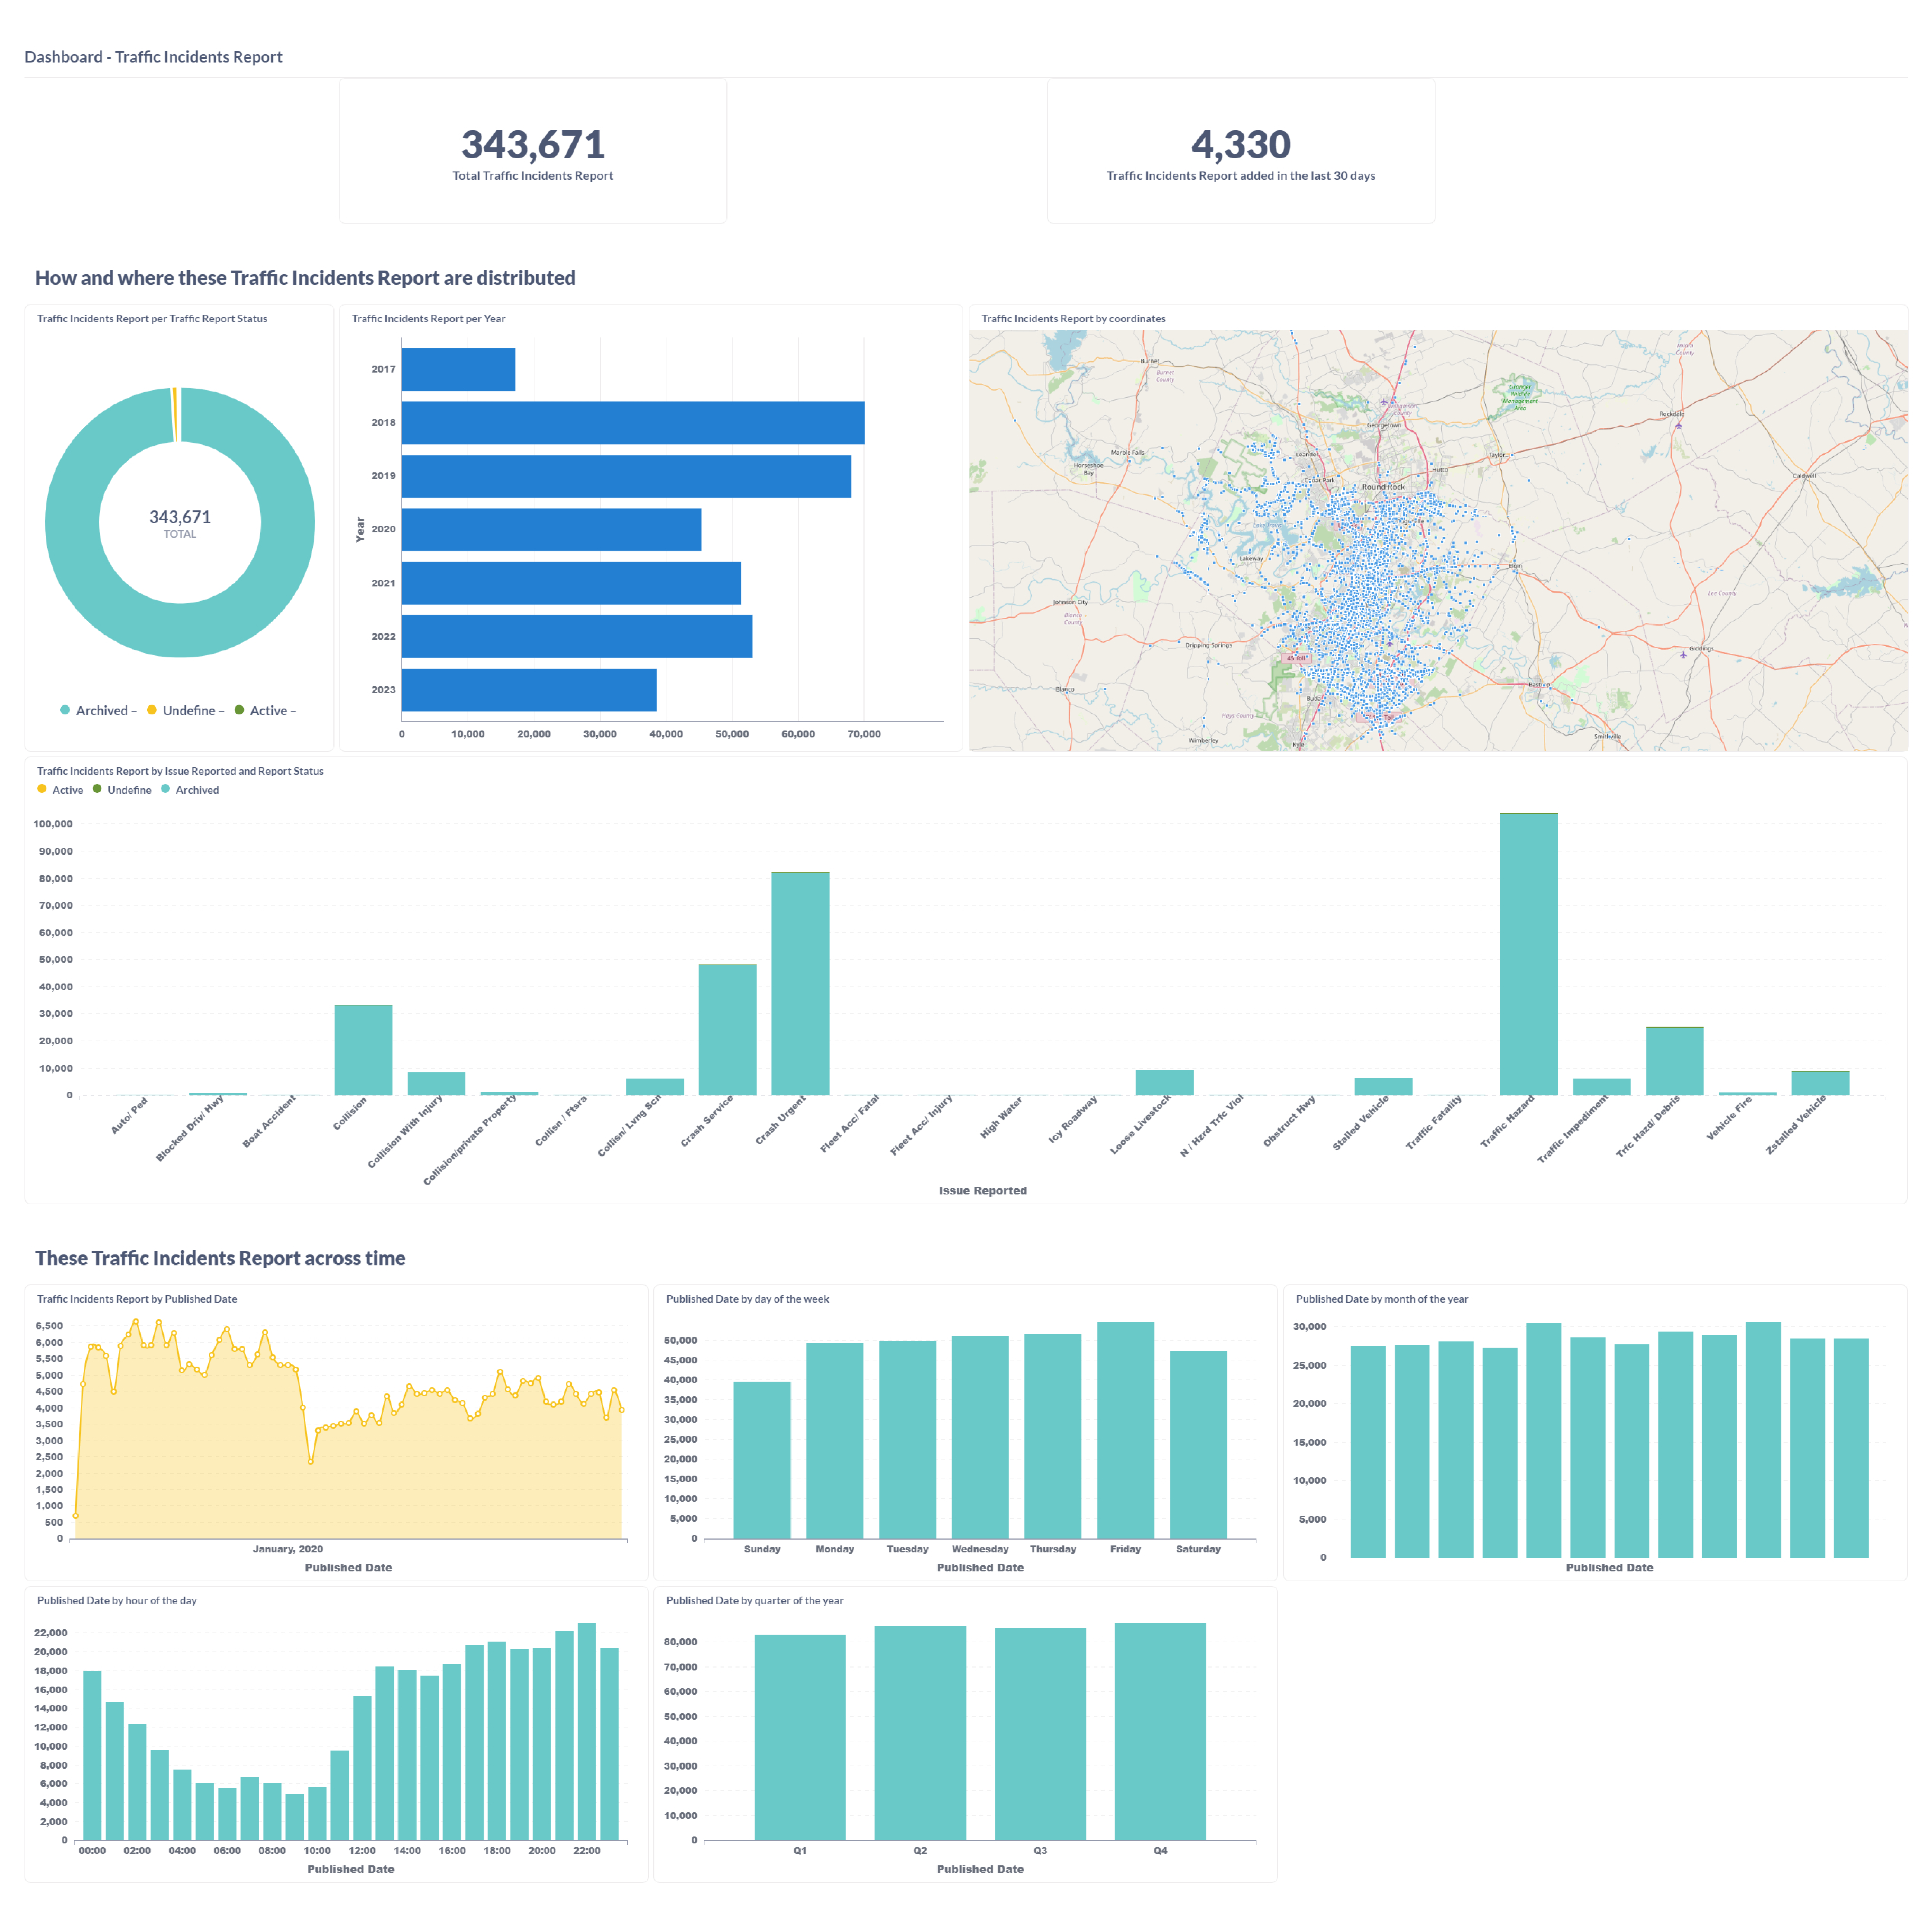 Dashboard - Traffic Incidents Report
343,671
Total Traffic Incidents Report
4,330
Traffic Incidents Report added in the last 30 days
How and where these Traffic Incidents Report are distributed
Traffic Incidents Report per Traffic Report Status
343,671
TOTAL
Archived –
Undefine –
Active –
Traffic Incidents Report per Year
Year
2017
2018
2019
2020
2021
2022
2023
0
10,000
20,000
30,000
40,000
50,000
60,000
70,000
Traffic Incidents Report by coordinates
Burnet
Burnet
County
Milam
County
Granger
Wildlife
Management
Area
Rockdale
Georgetown
Marble Falls
Horseshoe
Bay
Leander
Taylor
Hutto
Caldwell
Cedar Park
Round Rock
Lakeway
Elgin
Johnson City
Blanco
County
Lee County
Dripping Springs
45 Toll
Giddings
Blanco
Bastrop
Buda
Hays County
Toll
Wimberley
Kyle
Smithville
Traffic Incidents Report by Issue Reported and Report Status
Active
Undefine
Archived
100,000
90,000
80,000
70,000
60,000
50,000
40,000
30,000
20,000
10,000
0
Auto/ Ped
Blocked Driv/ Hwy
Boat Accident
Collision
Collision With Injury
Collision/private Property
Collisn / Ftsra
Collisn/ Lvng Scn
Crash Service
Crash Urgent
Fleet Acc/ Fatal
Fleet Acc/ Injury
High Water
Icy Roadway
Loose Livestock
N / Hzrd Trfc Viol
Obstruct Hwy
Stalled Vehicle
Traffic Fatality
Traffic Hazard
Traffic Impediment
Trfc Hazd/ Debris
Vehicle Fire
Zstalled Vehicle
Issue Reported
These Traffic Incidents Report across time
Traffic Incidents Report by Published Date
6,500
6,000
5,500
5,000
4,500
4,000
3,500
3,000
2,500
2,000
1,500
1,000
500
0
January, 2020
Published Date
Published Date by day of the week
50,000
45,000
40,000
35,000
30,000
25,000
20,000
15,000
10,000
5,000
0
Sunday
Monday
Tuesday
Wednesday
Thursday
Friday
Saturday
Published Date
Published Date by month of the year
30,000
25,000
20,000
15,000
10,000
5,000
0
Published Date
Published Date by hour of the day
22,000
20,000
18,000
16,000
14,000
12,000
10,000
8,000
6,000
4,000
2,000
0
00:00
02:00
04:00
06:00
08:00
10:00
12:00
14:00
16:00
18:00
20:00
22:00
Published Date
Published Date by quarter of the year
80,000
70,000
60,000
50,000
40,000
30,000
20,000
10,000
0
Q1
Q2
Q3
Q4
Published Date